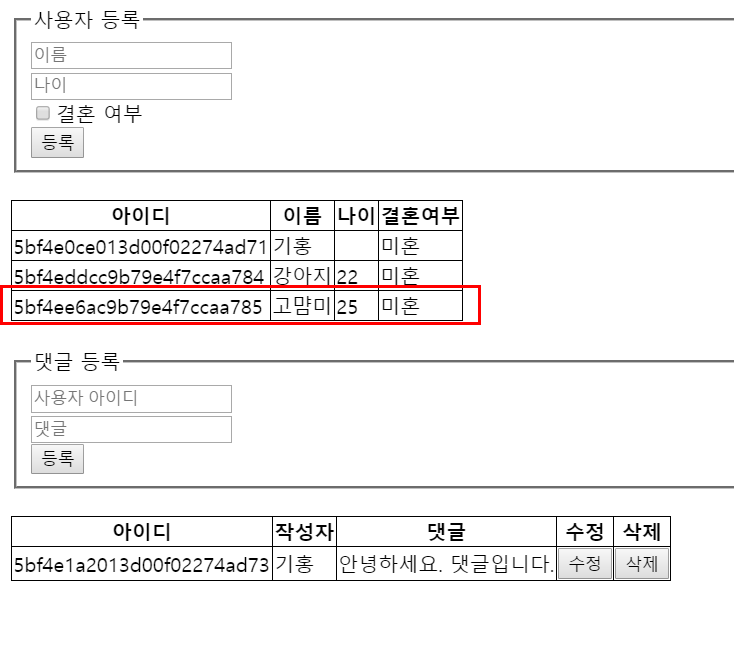 사용자 등록
이름
나이
결혼 여부
등록
아이디 이름 나이 결혼여부
5bf4e0ce013d00f02274ad71 기홍 미혼
5bf4eddcc9b79e4f7ccaa784 강아지 22 미혼
5bf4ee6ac9b79e4f7ccaa785 고먐미 25 미혼
댓글 등록
사용자 아이디
댓글
등록
아이디 작성자 댓글 수정 삭제
5bf4e1a2013d00f02274ad73 기홍 안녕하세요. 댓글입니다. 수정 삭제